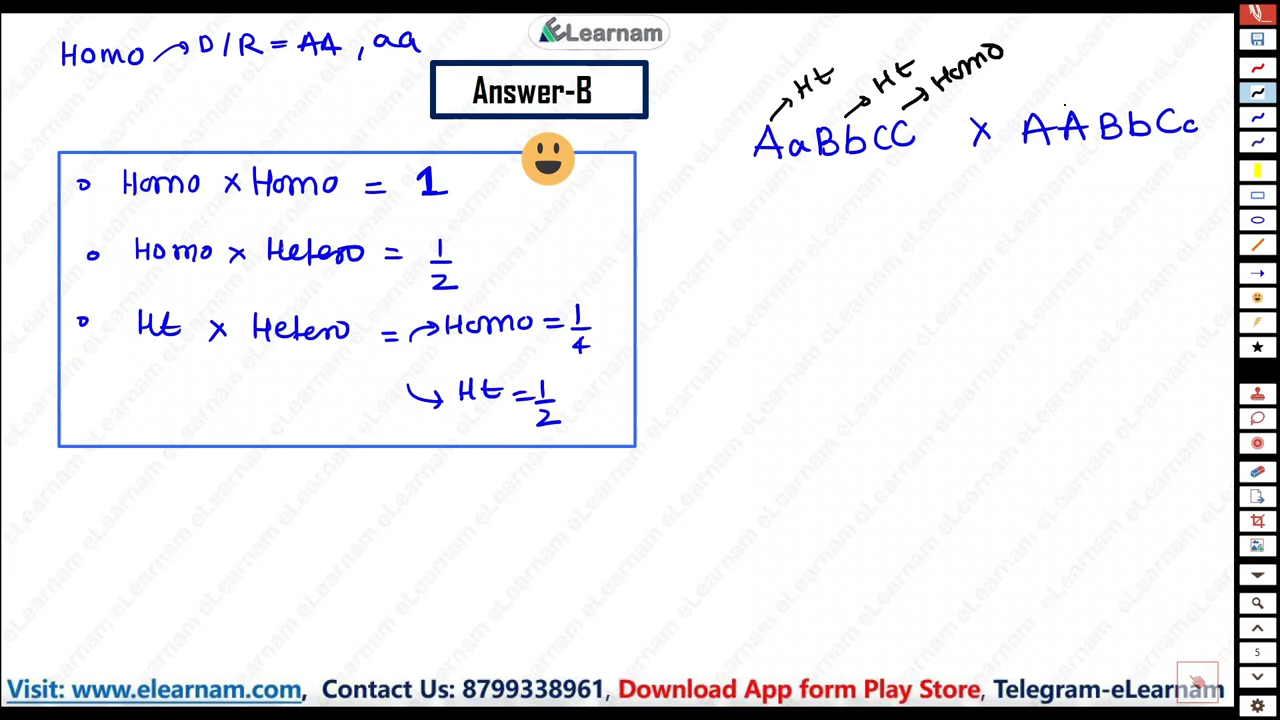 Homo → D/R = AA, aa
eLearnam
Answer-B
Ht
Ht
Homo
AaBbCC × AABbCc
• Homo × Homo = 1
• Homo × Hetero = 1/2
• Ht × Hetero = → Homo = 1/4
↳ Ht = 1/2
5
Visit: www.elearnam.com, Contact Us: 8799338961, Download App form Play Store, Telegram-eLearnam